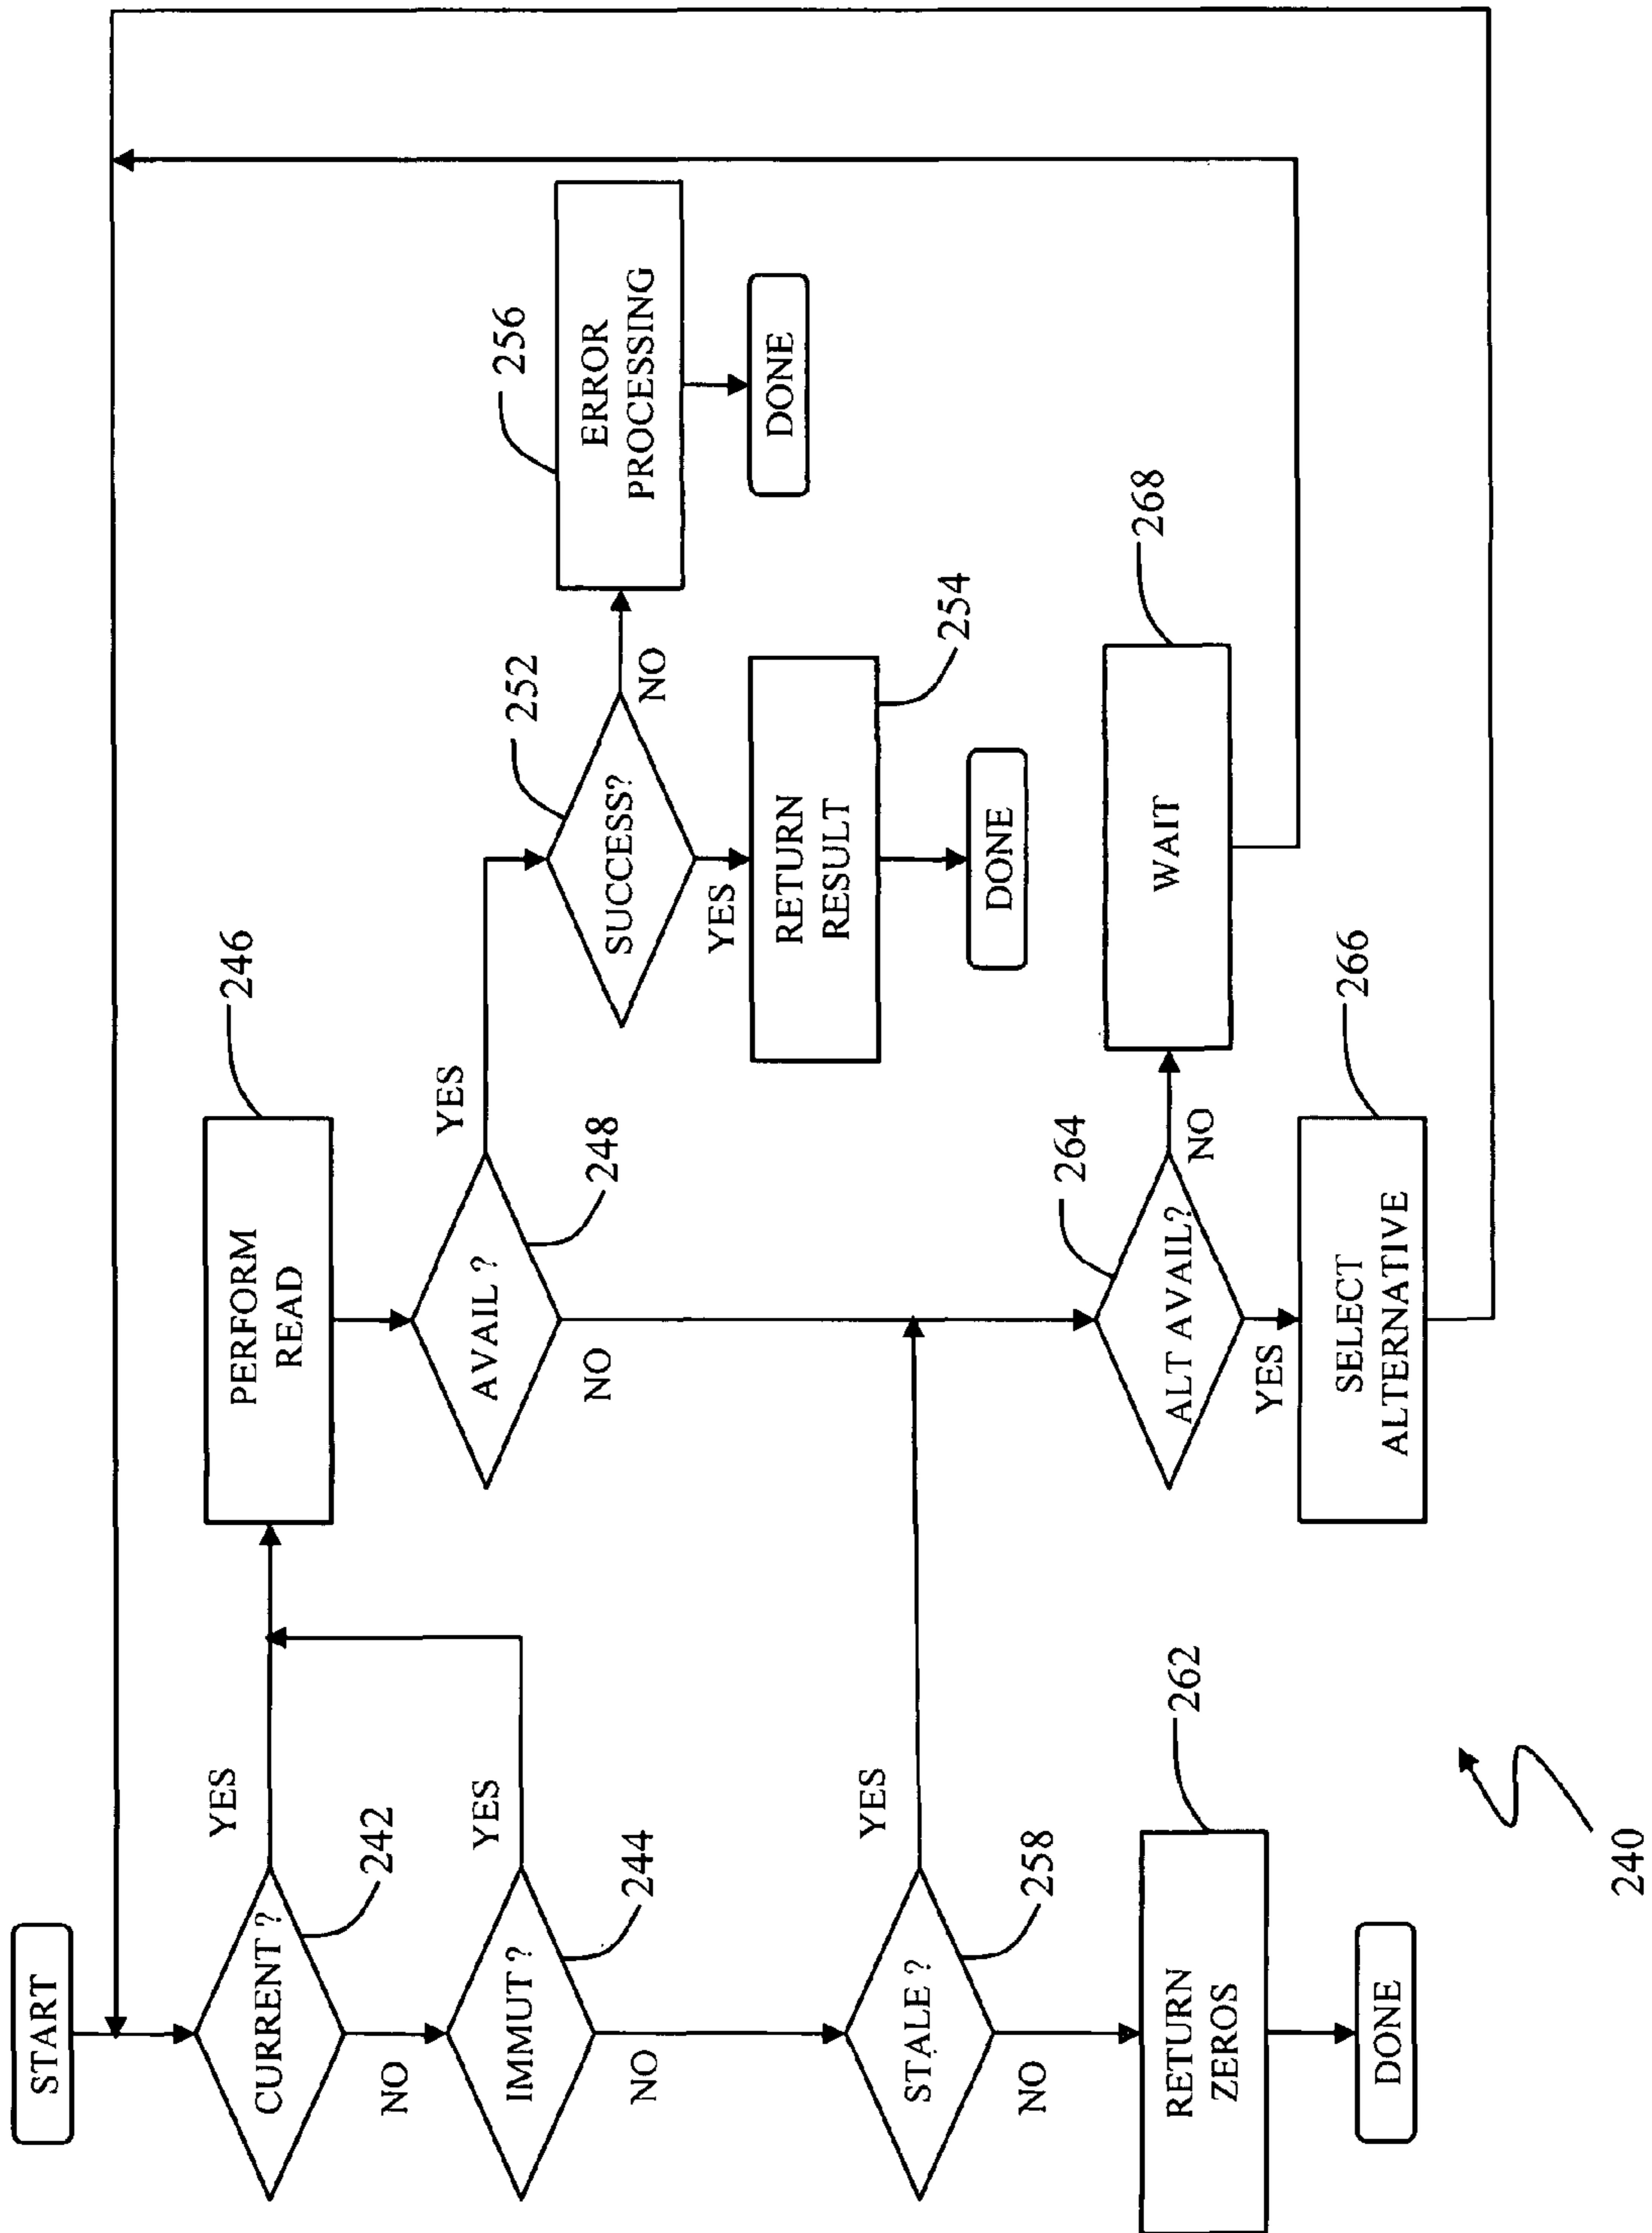 START
CURRENT ?
242
YES
NO
IMMUT ?
244
YES
NO
STALE ?
258
YES
NO
RETURN
ZEROS
262
DONE
PERFORM
READ
246
AVAIL ?
248
YES
NO
SUCCESS?
252
NO
YES
ERROR
PROCESSING
256
DONE
RETURN
RESULT
254
DONE
ALT AVAIL?
264
NO
YES
WAIT
268
SELECT
ALTERNATIVE
266
240